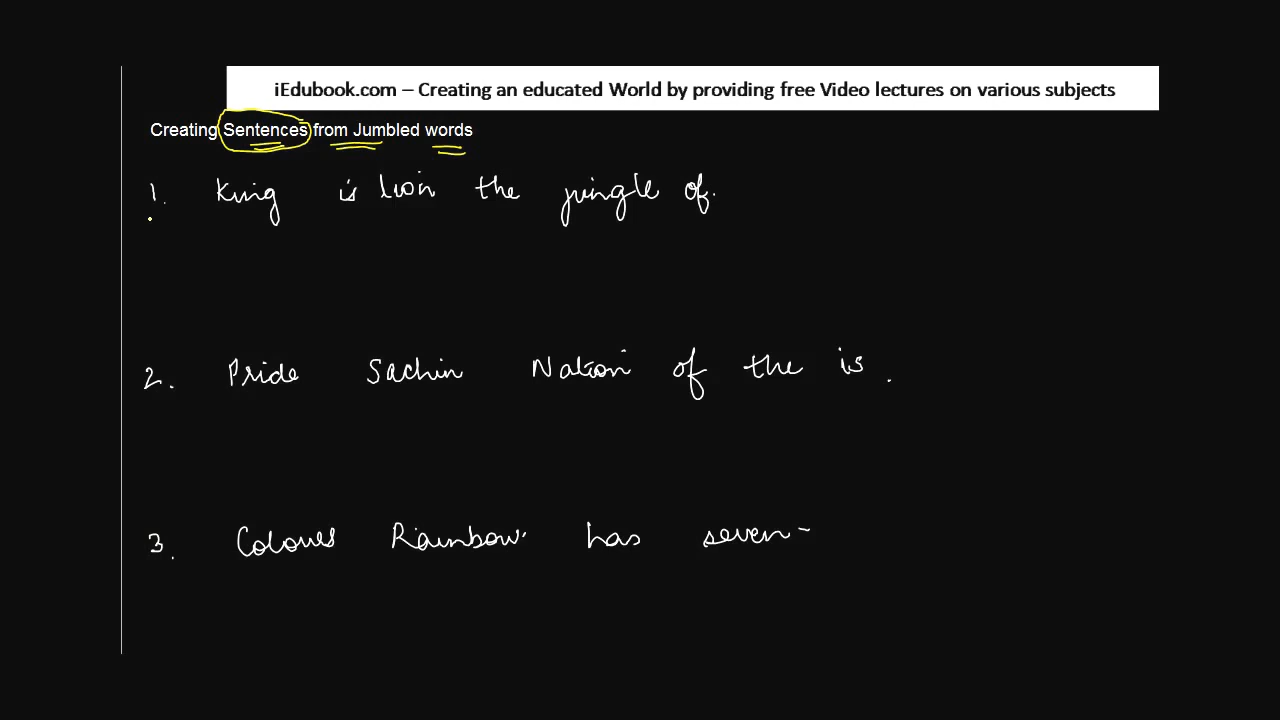 iEdubook.com – Creating an educated World by providing free Video lectures on various subjects
Creating Sentences from Jumbled words
1. King is lion the jungle of.
2. Pride Sachin Nation of the is.
3. Colours Rainbow has seven